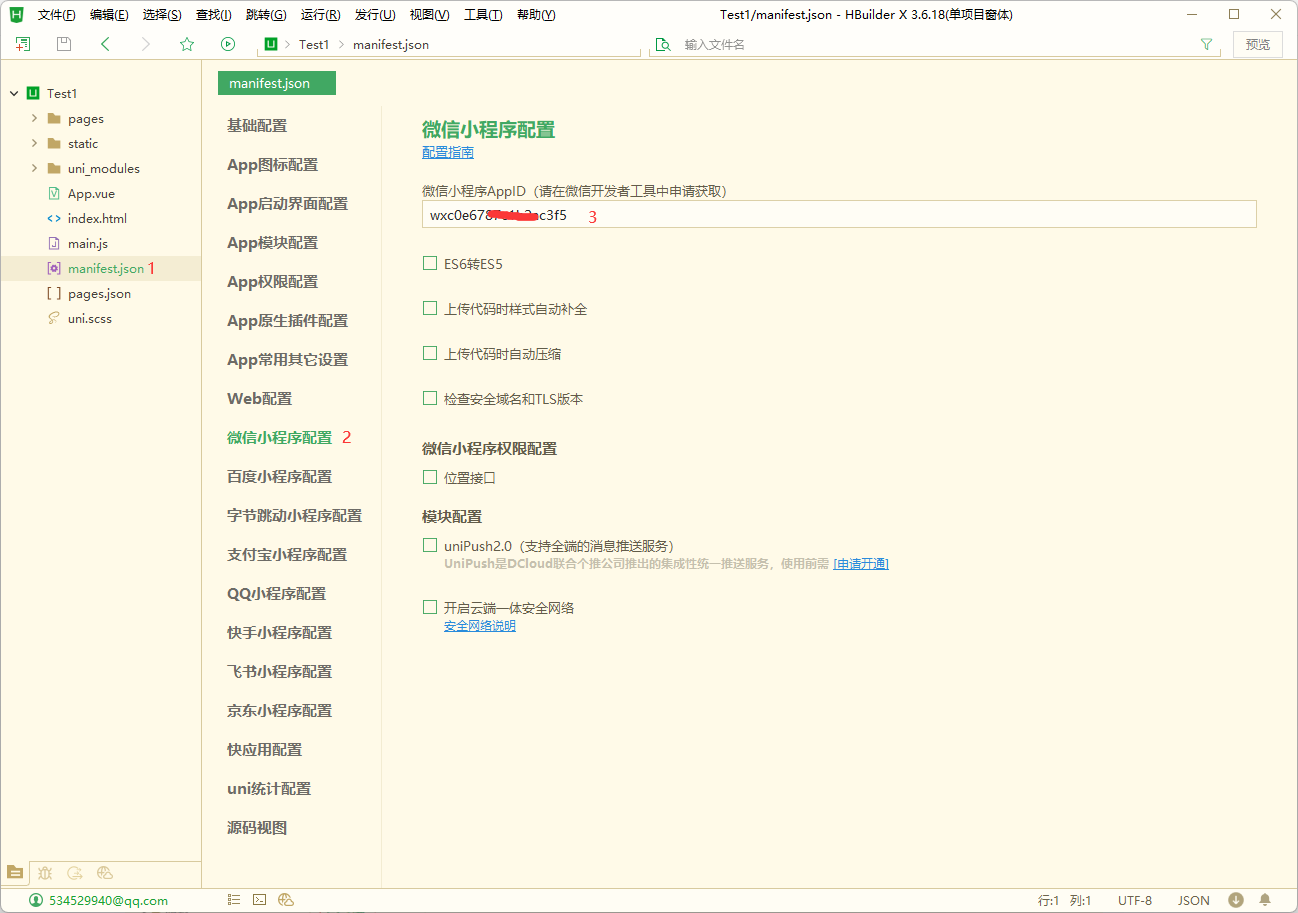 文件(F) 编辑(E) 选择(S) 查找(I) 跳转(G) 运行(R) 发行(U) 视图(V) 工具(T) 帮助(Y)
Test1/manifest.json - HBuilder X 3.6.18(单项目窗体)
Test1 manifest.json
输入文件名
预览
Test1
pages
static
uni_modules
App.vue
index.html
main.js
manifest.json 1
pages.json
uni.scss
manifest.json
基础配置
App图标配置
App启动界面配置
App模块配置
App权限配置
App原生插件配置
App常用其它设置
Web配置
微信小程序配置 2
百度小程序配置
字节跳动小程序配置
支付宝小程序配置
QQ小程序配置
快手小程序配置
飞书小程序配置
京东小程序配置
快应用配置
uni统计配置
源码视图
微信小程序配置
配置指南
微信小程序AppID（请在微信开发者工具中申请获取）
3
ES6转ES5
上传代码时样式自动补全
上传代码时自动压缩
检查安全域名和TLS版本
微信小程序权限配置
位置接口
模块配置
uniPush2.0（支持全端的消息推送服务）
UniPush是DCloud联合个推公司推出的集成性统一推送服务，使用前需 [申请开通]
开启云端一体安全网络
安全网络说明
534529940@qq.com
行:1 列:1 UTF-8 JSON